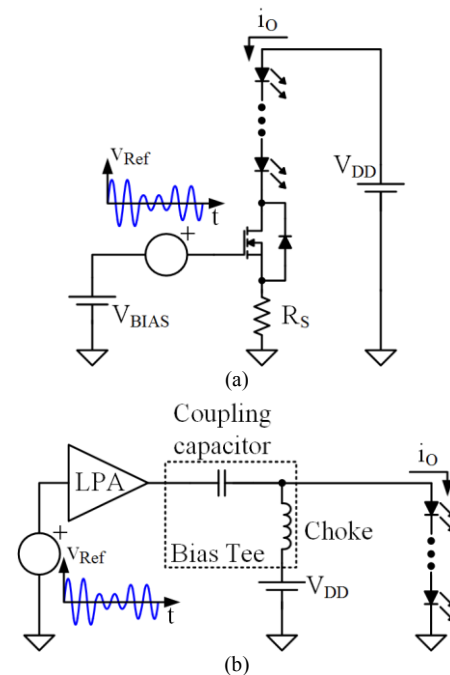 iO
VRef
t
+
VDD
VBIAS
RS
(a)
Coupling
capacitor
iO
LPA
Choke
+
VRef
Bias Tee
VDD
t
(b)